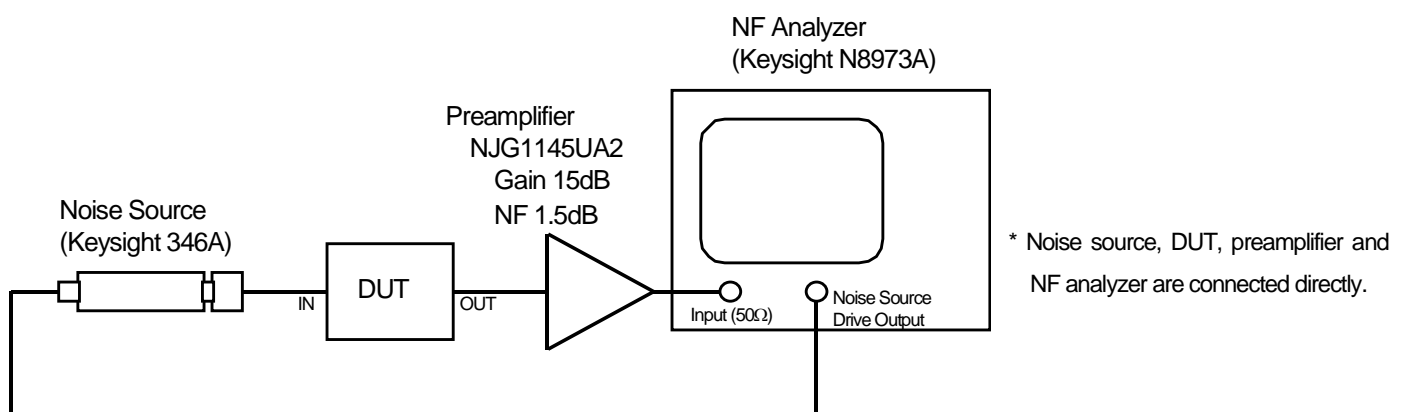 NF Analyzer
(Keysight N8973A)
Preamplifier
NJG1145UA2
Gain 15dB
NF 1.5dB
Noise Source
(Keysight 346A)
IN
DUT
OUT
Input (50Ω)
Noise Source
Drive Output
* Noise source, DUT, preamplifier and
NF analyzer are connected directly.